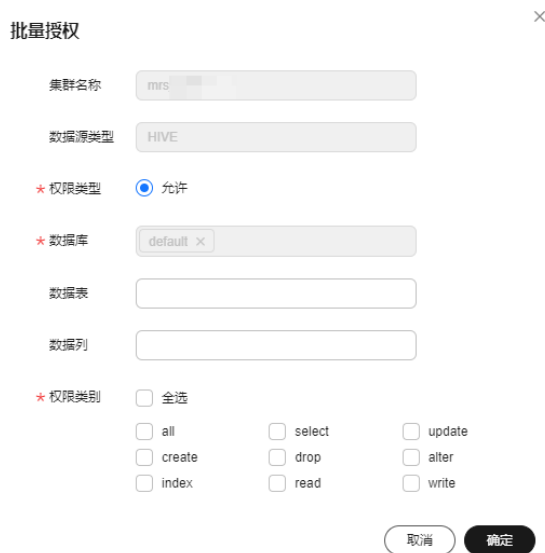 批量授权
集群名称 mrs
数据源类型 HIVE
* 权限类型 允许
* 数据库 default ×
数据表
数据列
* 权限类别 全选
all select update
create drop alter
index read write
取消 确定